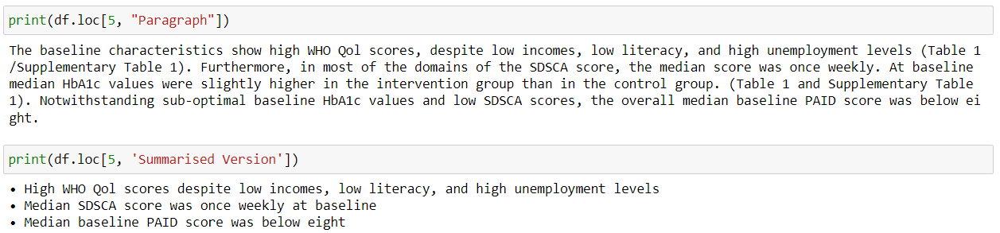 print(df.loc[5, "Paragraph"])
The baseline characteristics show high WHO Qol scores, despite low incomes, low literacy, and high unemployment levels (Table 1
/Supplementary Table 1). Furthermore, in most of the domains of the SDSCA score, the median score was once weekly. At baseline
median HbA1c values were slightly higher in the intervention group than in the control group. (Table 1 and Supplementary Table
1). Notwithstanding sub-optimal baseline HbA1c values and low SDSCA scores, the overall median baseline PAID score was below ei
ght.
print(df.loc[5, 'Summarised Version'])
• High WHO Qol scores despite low incomes, low literacy, and high unemployment levels
• Median SDSCA score was once weekly at baseline
• Median baseline PAID score was below eight